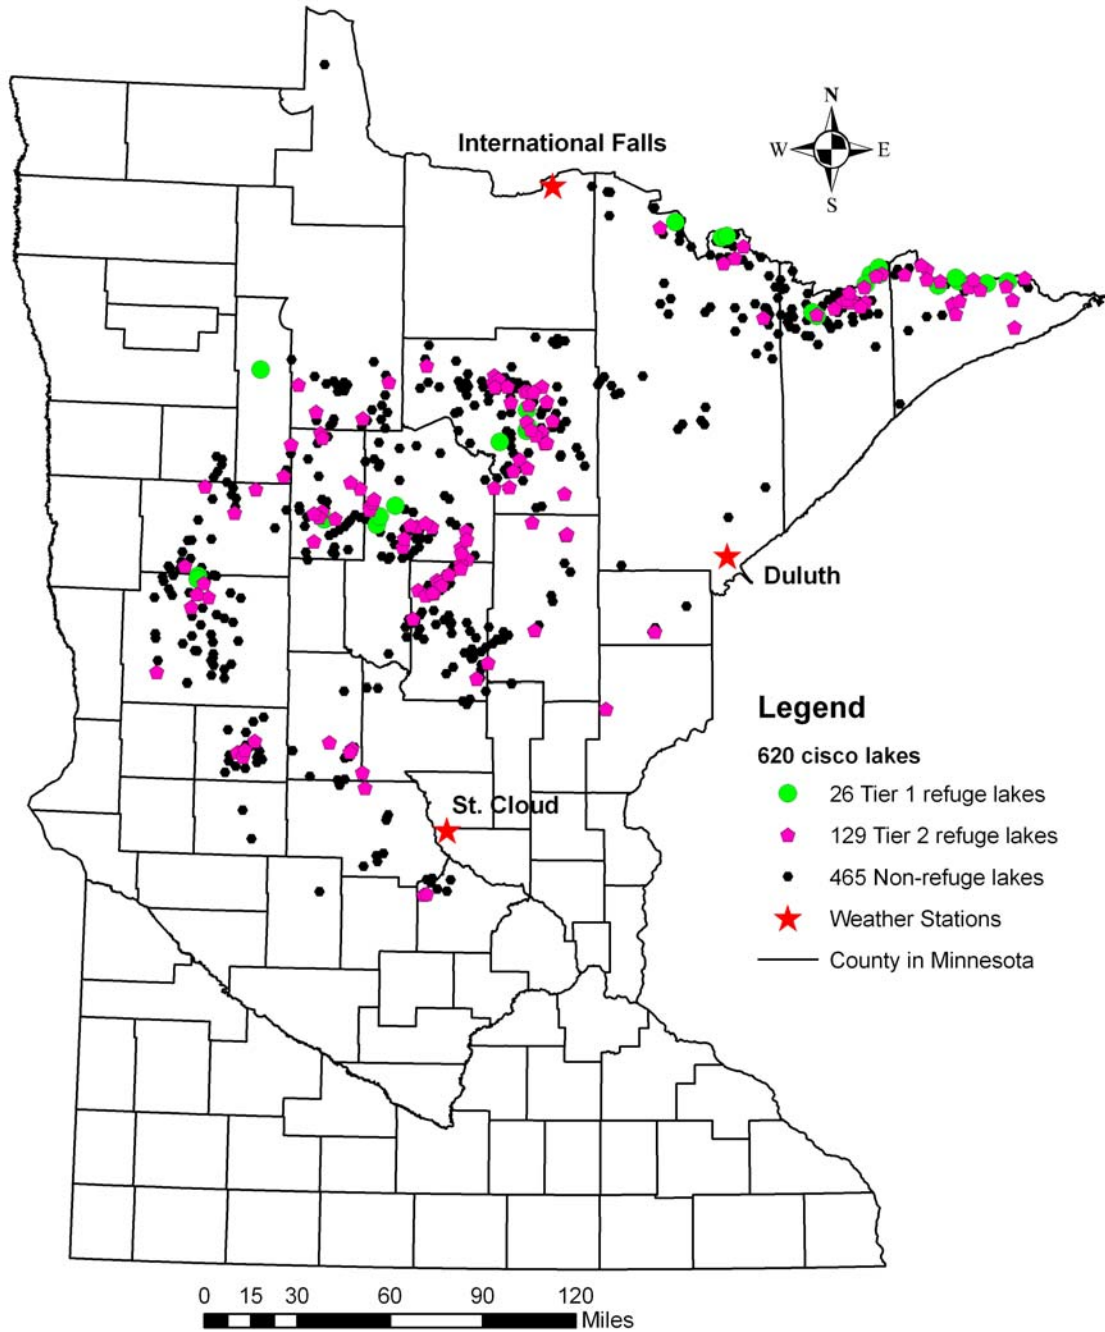 N
International Falls
W
E
S
Duluth
Legend
620 cisco lakes
26 Tier 1 refuge lakes
St. Cloud
129 Tier 2 refuge lakes
465 Non-refuge lakes
Weather Stations
County in Minnesota
0 15 30 60 90 120
Miles